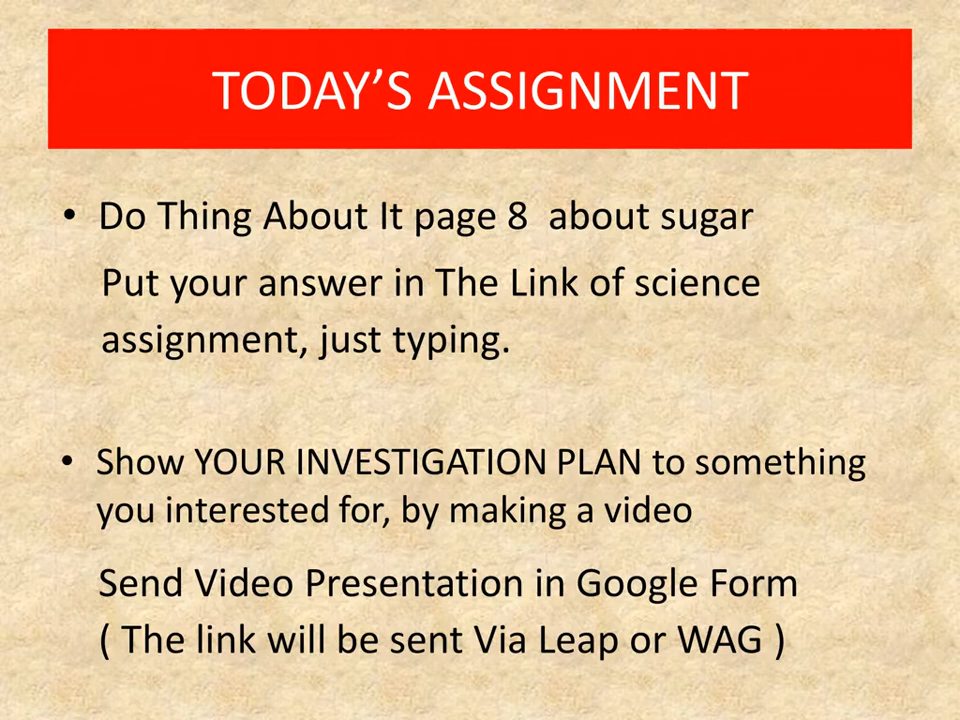 TODAY’S ASSIGNMENT
• Do Thing About It page 8  about sugar
Put your answer in The Link of science
assignment, just typing.
• Show YOUR INVESTIGATION PLAN to something
you interested for, by making a video
Send Video Presentation in Google Form
( The link will be sent Via Leap or WAG )